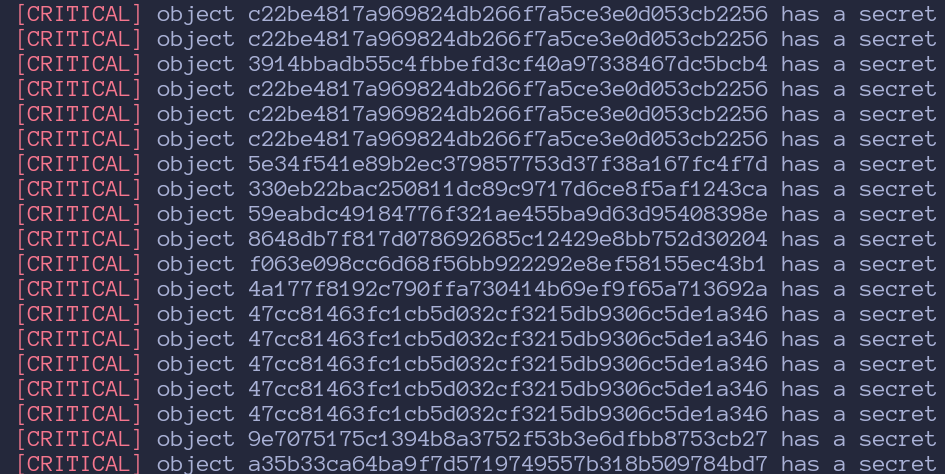 [CRITICAL] object c22be4817a969824db266f7a5ce3e0d053cb2256 has a secret
[CRITICAL] object c22be4817a969824db266f7a5ce3e0d053cb2256 has a secret
[CRITICAL] object 3914bbadb55c4fbbefd3cf40a97338467dc5bcb4 has a secret
[CRITICAL] object c22be4817a969824db266f7a5ce3e0d053cb2256 has a secret
[CRITICAL] object c22be4817a969824db266f7a5ce3e0d053cb2256 has a secret
[CRITICAL] object c22be4817a969824db266f7a5ce3e0d053cb2256 has a secret
[CRITICAL] object 5e34f541e89b2ec379857753d37f38a167fc4f7d has a secret
[CRITICAL] object 330eb22bac250811dc89c9717d6ce8f5af1243ca has a secret
[CRITICAL] object 59eabdc49184776f321ae455ba9d63d95408398e has a secret
[CRITICAL] object 8648db7f817d078692685c12429e8bb752d30204 has a secret
[CRITICAL] object f063e098cc6d68f56bb922292e8ef58155ec43b1 has a secret
[CRITICAL] object 4a177f8192c790ffa730414b69ef9f65a713692a has a secret
[CRITICAL] object 47cc81463fc1cb5d032cf3215db9306c5de1a346 has a secret
[CRITICAL] object 47cc81463fc1cb5d032cf3215db9306c5de1a346 has a secret
[CRITICAL] object 47cc81463fc1cb5d032cf3215db9306c5de1a346 has a secret
[CRITICAL] object 47cc81463fc1cb5d032cf3215db9306c5de1a346 has a secret
[CRITICAL] object 47cc81463fc1cb5d032cf3215db9306c5de1a346 has a secret
[CRITICAL] object 9e7075175c1394b8a3752f53b3e6dfbb8753cb27 has a secret
[CRITICAL] object a35b33ca64ba9f7d5719749557b318b509784bd7 has a secret